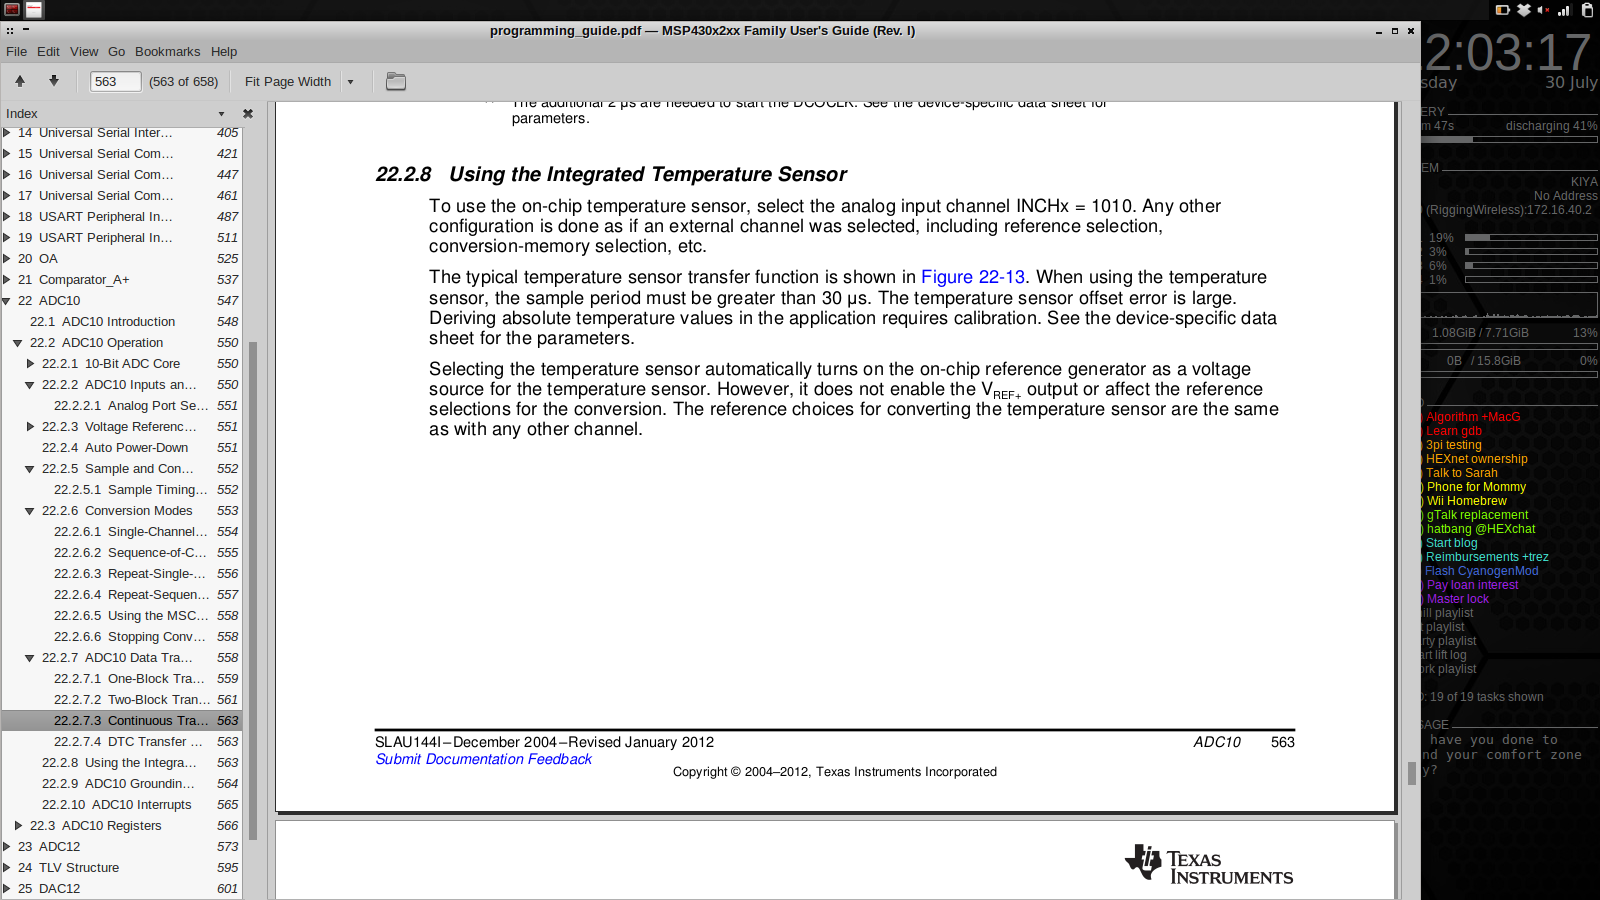 programming_guide.pdf — MSP430x2xx Family User's Guide (Rev. I)
File Edit View Go Bookmarks Help
563 (563 of 658) Fit Page Width
Index
14 Universal Serial Inter... 405
15 Universal Serial Com... 421
16 Universal Serial Com... 447
17 Universal Serial Com... 461
18 USART Peripheral In... 487
19 USART Peripheral In... 511
20 OA 525
21 Comparator_A+ 537
22 ADC10 547
22.1 ADC10 Introduction 548
22.2 ADC10 Operation 550
22.2.1 10-Bit ADC Core 550
22.2.2 ADC10 Inputs an... 550
22.2.2.1 Analog Port Se... 551
22.2.3 Voltage Referenc... 551
22.2.4 Auto Power-Down 551
22.2.5 Sample and Con... 552
22.2.5.1 Sample Timing... 552
22.2.6 Conversion Modes 553
22.2.6.1 Single-Channel... 554
22.2.6.2 Sequence-of-C... 555
22.2.6.3 Repeat-Single-... 556
22.2.6.4 Repeat-Sequen... 557
22.2.6.5 Using the MSC... 558
22.2.6.6 Stopping Conv... 558
22.2.7 ADC10 Data Tra... 558
22.2.7.1 One-Block Tra... 559
22.2.7.2 Two-Block Tran... 561
22.2.7.3 Continuous Tra... 563
22.2.7.4 DTC Transfer ... 563
22.2.8 Using the Integra... 563
22.2.9 ADC10 Groundin... 564
22.2.10 ADC10 Interrupts 565
22.3 ADC10 Registers 566
23 ADC12 573
24 TLV Structure 595
25 DAC12 601
The additional 2 µs are needed to start the DCOCLK. See the device-specific data sheet for
parameters.
22.2.8 Using the Integrated Temperature Sensor
To use the on-chip temperature sensor, select the analog input channel INCHx = 1010. Any other
configuration is done as if an external channel was selected, including reference selection,
conversion-memory selection, etc.
The typical temperature sensor transfer function is shown in Figure 22-13. When using the temperature
sensor, the sample period must be greater than 30 µs. The temperature sensor offset error is large.
Deriving absolute temperature values in the application requires calibration. See the device-specific data
sheet for the parameters.
Selecting the temperature sensor automatically turns on the on-chip reference generator as a voltage
source for the temperature sensor. However, it does not enable the VREF+ output or affect the reference
selections for the conversion. The reference choices for converting the temperature sensor are the same
as with any other channel.
SLAU144I–December 2004–Revised January 2012 ADC10 563
Submit Documentation Feedback
Copyright © 2004–2012, Texas Instruments Incorporated
TEXAS
INSTRUMENTS
2:03:17
sday 30 July
ERY
m 47s discharging 41%
EM
KIYA
No Address
(RiggingWireless):172.16.40.2
19%
3%
6%
1%
1.08GiB / 7.71GiB 13%
0B / 15.8GiB 0%
Algorithm +MacG
Learn gdb
3pi testing
HEXnet ownership
Talk to Sarah
) Phone for Mommy
) Wii Homebrew
) gTalk replacement
) hatbang @HEXchat
Start blog
Reimbursements +trez
Flash CyanogenMod
) Pay loan interest
) Master lock
ill playlist
t playlist
rty playlist
art lift log
ork playlist
: 19 of 19 tasks shown
SAGE
have you done to
nd your comfort zone
y?